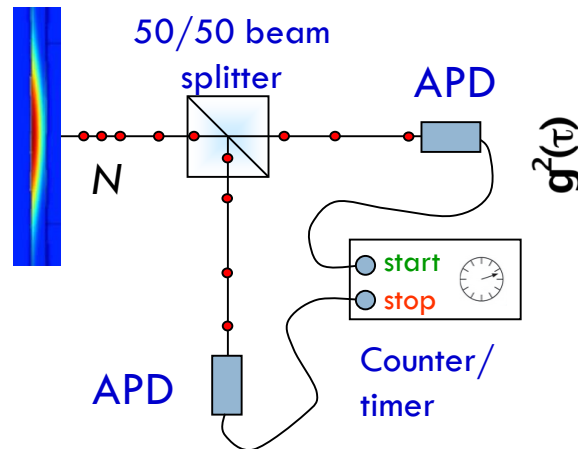 50/50 beam
splitter
APD
N
g²(τ)
start
stop
APD
Counter/
timer